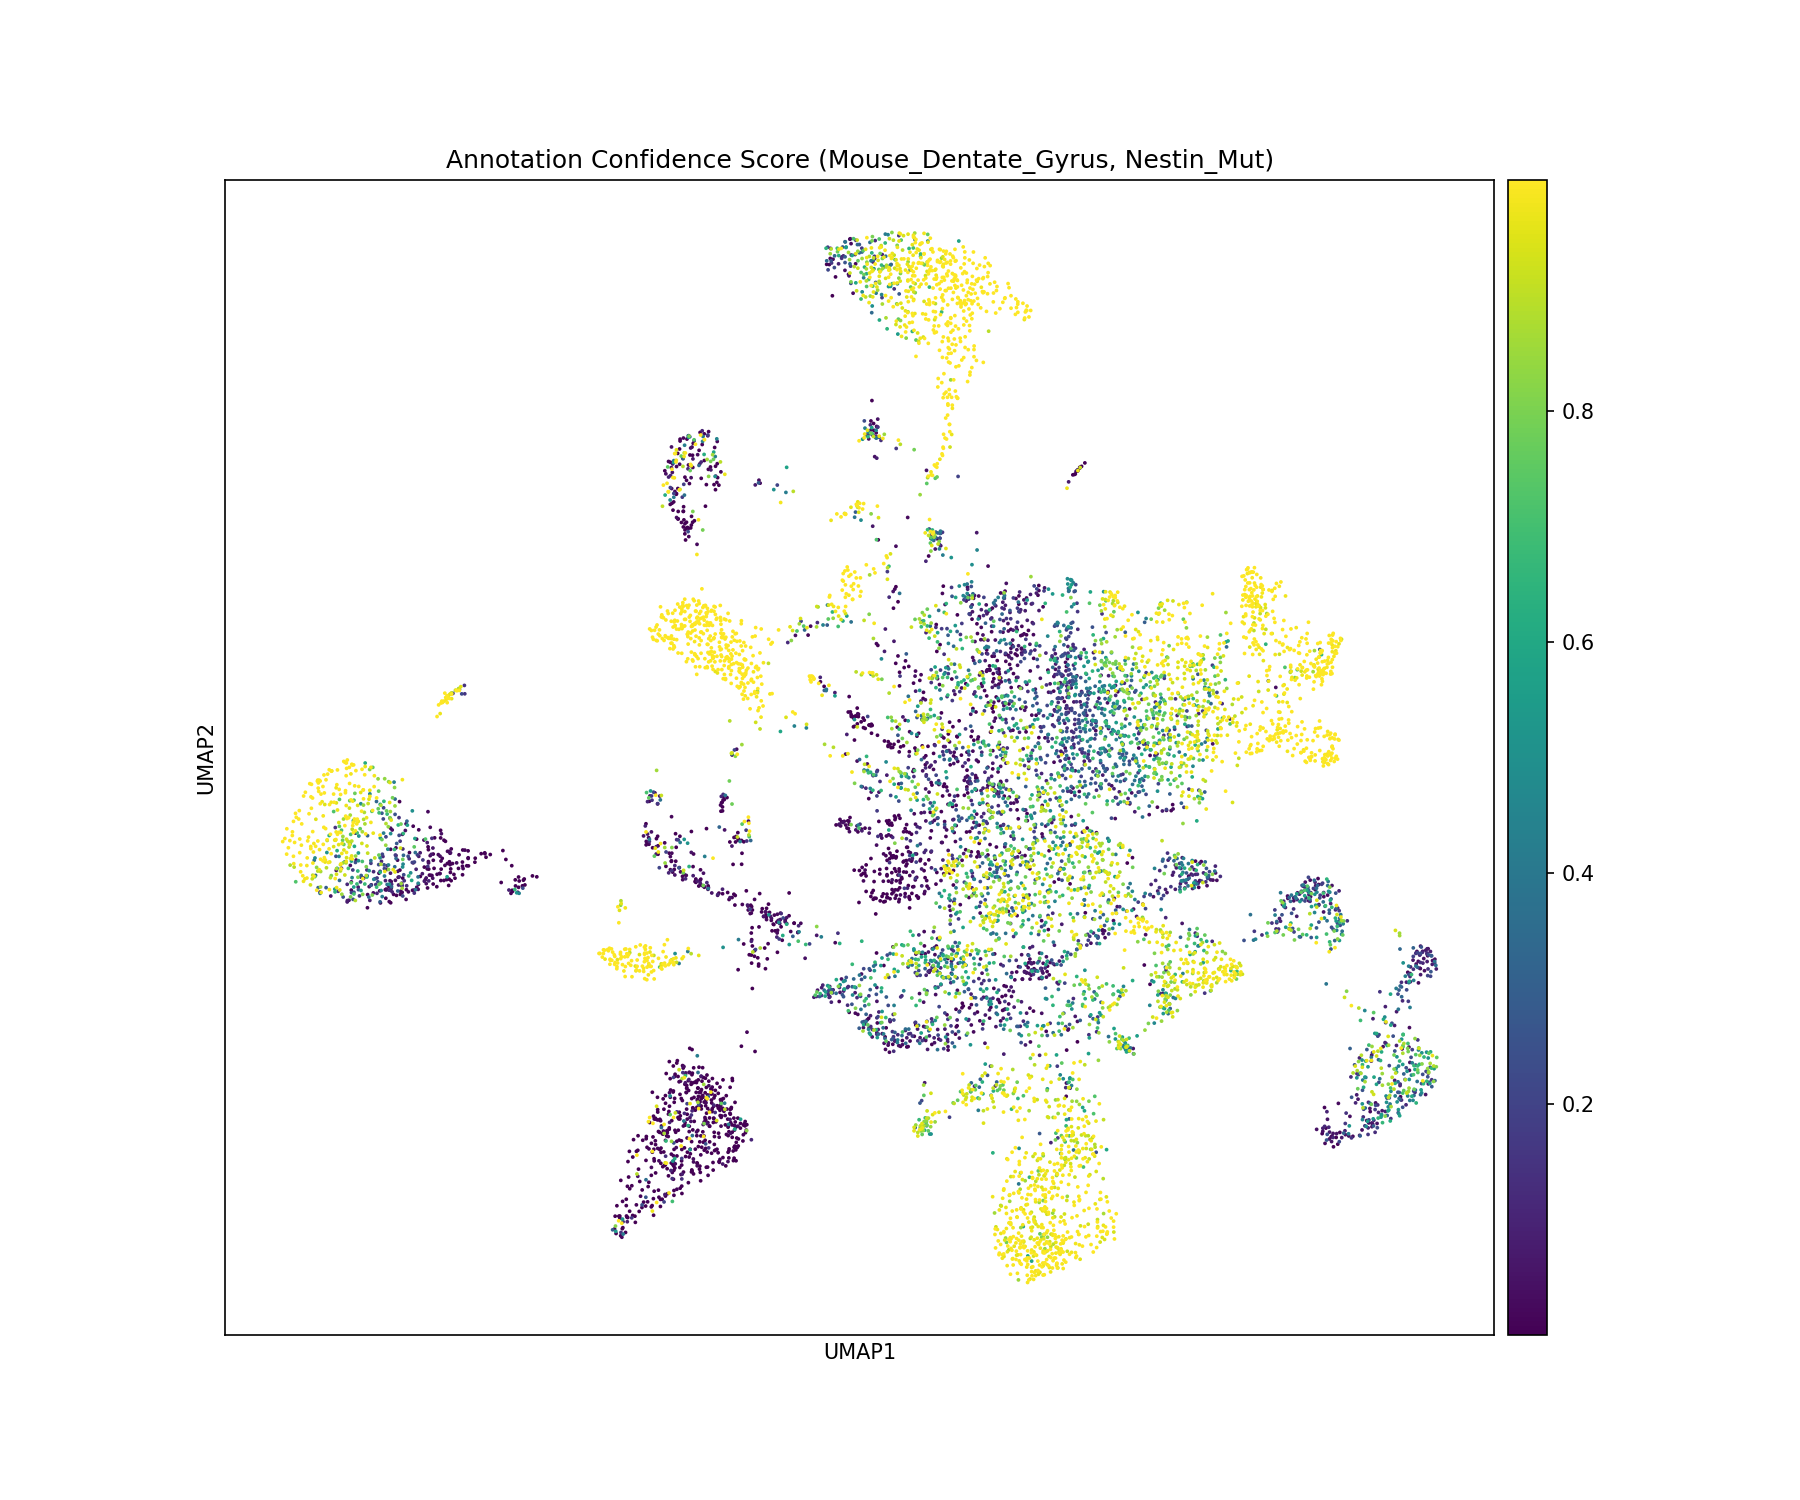 Annotation Confidence Score (Mouse_Dentate_Gyrus, Nestin_Mut)
0.8
0.6
0.4
0.2
UMAP2
UMAP1